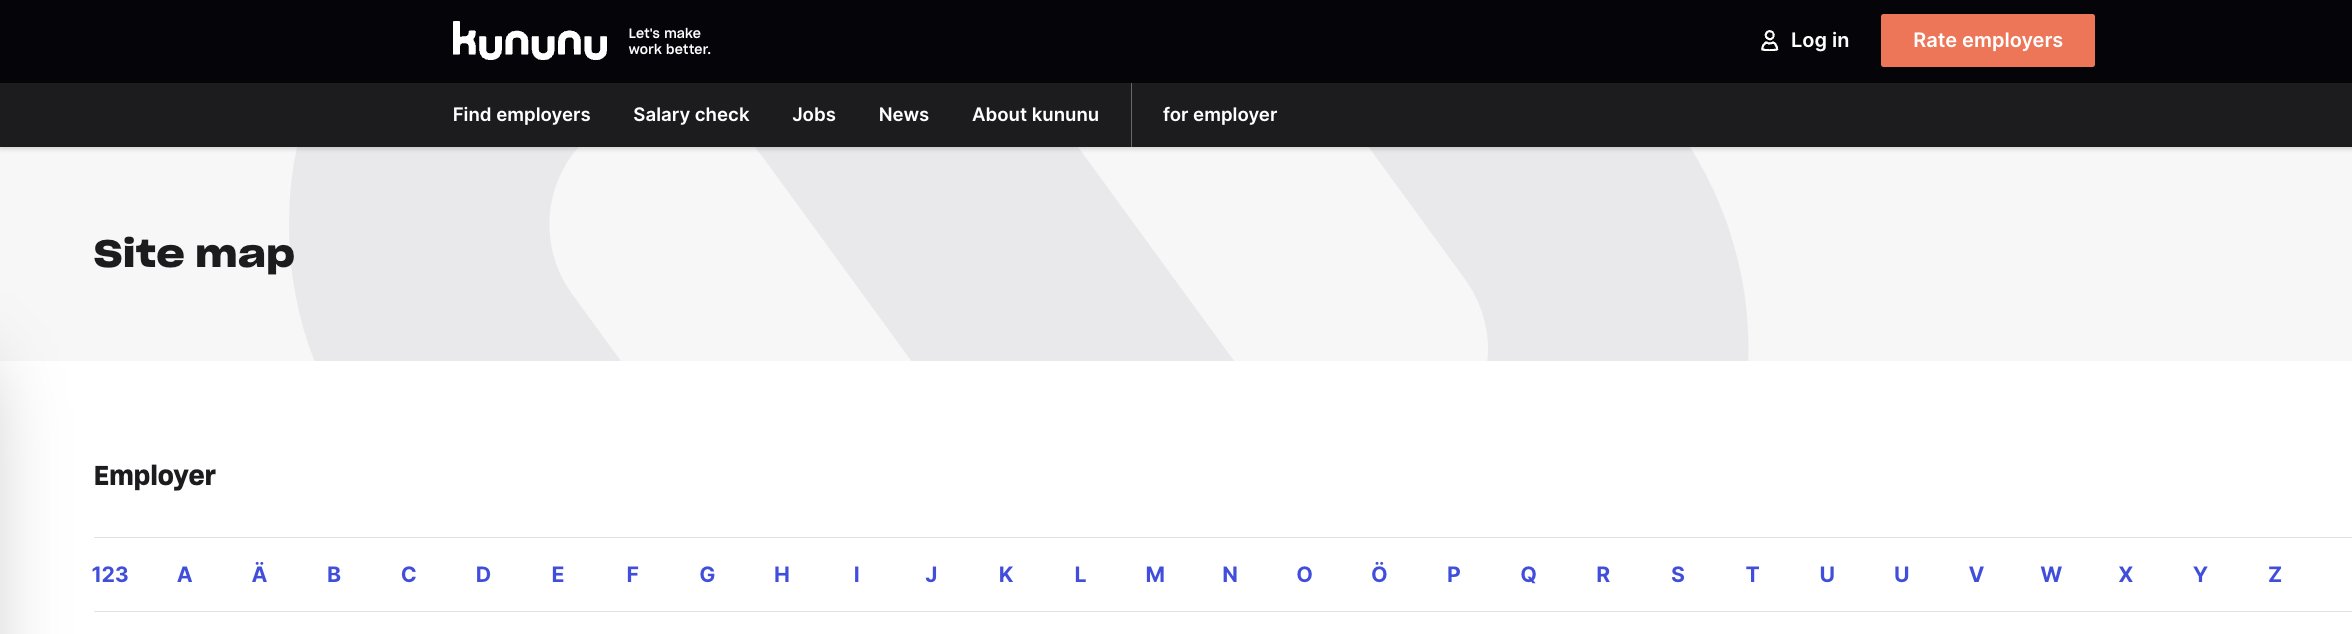 kununu
Let's make
work better.
Log in
Rate employers
Find employers Salary check Jobs News About kununu for employer
Site map
Employer
123 A Ä B C D E F G H I J K L M N O Ö P Q R S T U U V W X Y Z